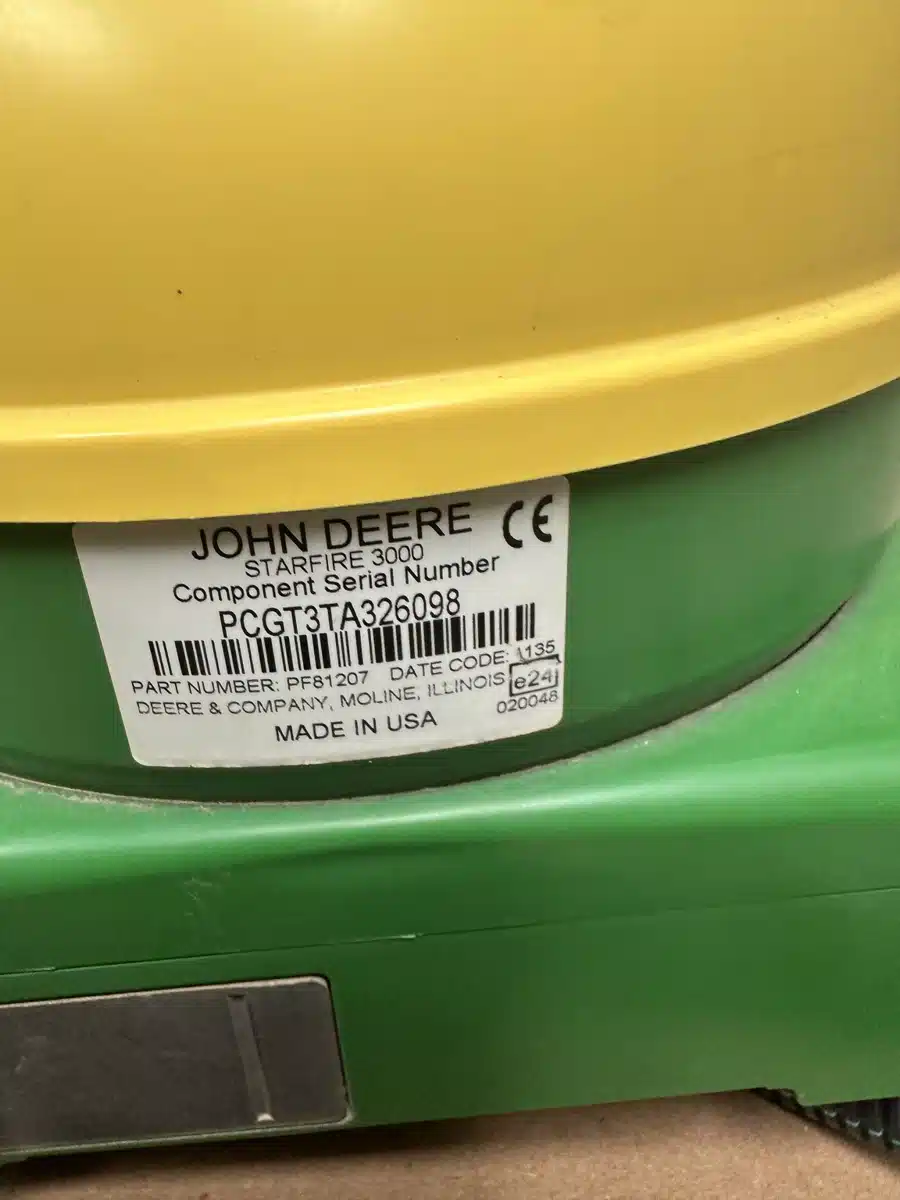 JOHN DEERE CE
STARFIRE 3000
Component Serial Number
PCGT3TA326098
PART NUMBER: PF81207 DATE CODE: 1135
DEERE & COMPANY, MOLINE, ILLINOIS e24
020048
MADE IN USA